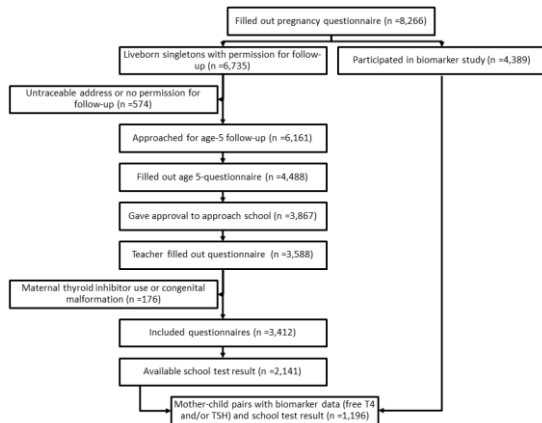 Filled out pregnancy questionnaire (n =8,266)
Liveborn singletons with permission for follow-
up (n =6,735)
Participated in biomarker study (n =4,389)
Untraceable address or no permission for
follow-up (n =574)
Approached for age-5 follow-up (n =6,161)
Filled out age 5-questionnaire (n =4,488)
Gave approval to approach school (n =3,867)
Teacher filled out questionnaire (n =3,588)
Maternal thyroid inhibitor use or congenital
malformation (n =176)
Included questionnaires (n =3,412)
Available school test result (n =2,141)
Mother-child pairs with biomarker data (free T4
and/or TSH) and school test result (n =1,196)